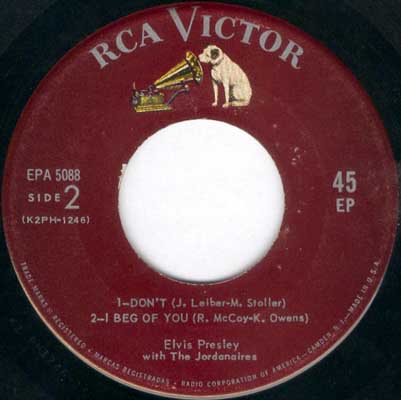 RCA VICTOR
EPA 5088
SIDE 2
(K2PH-1246)
45
EP
1—DON'T (J. Leiber-M. Stoller)
2—I BEG OF YOU (R. McCoy-K. Owens)
Elvis Presley
with The Jordanaires
TRADE MARKS ® REGISTERED • MARCAS REGISTRADAS • RADIO CORPORATION OF AMERICA—CAMDEN, N. J.—MADE IN U.S.A.